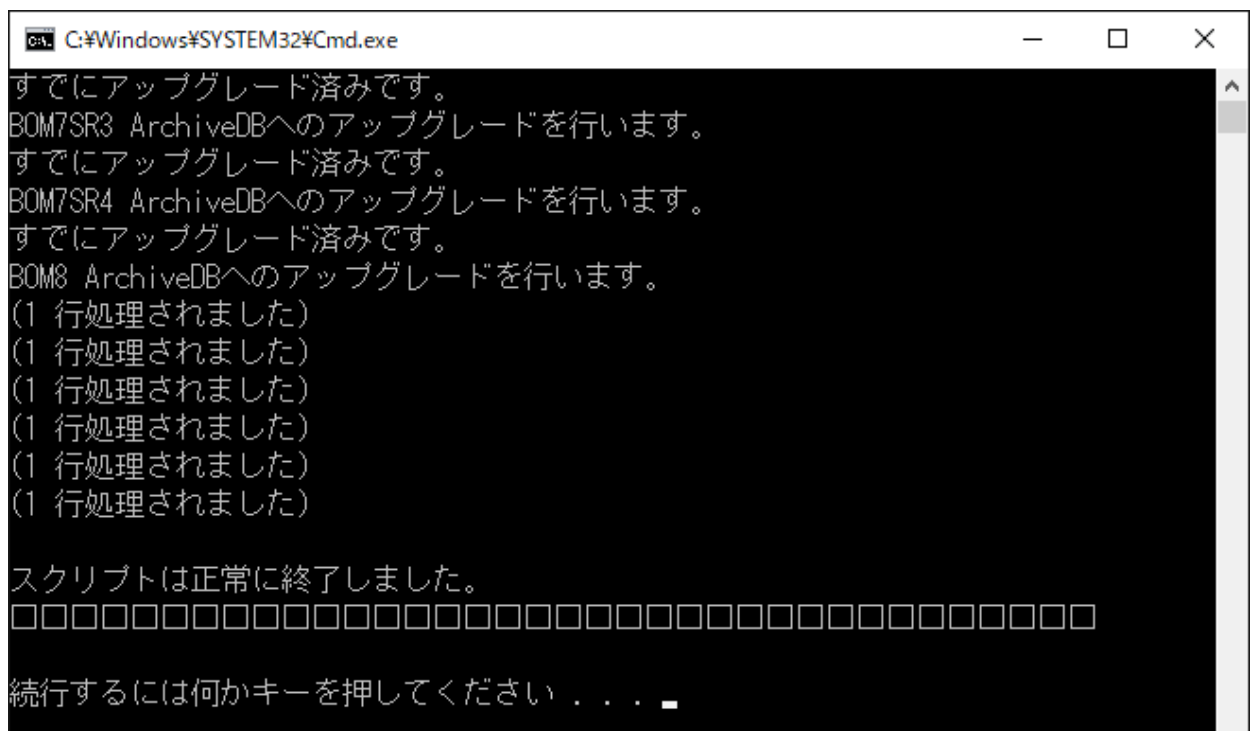 C:¥Windows¥SYSTEM32¥Cmd.exe
すでにアップグレード済みです。
BOM7SR3 ArchiveDBへのアップグレードを行います。
すでにアップグレード済みです。
BOM7SR4 ArchiveDBへのアップグレードを行います。
すでにアップグレード済みです。
BOM8 ArchiveDBへのアップグレードを行います。
(1 行処理されました)
(1 行処理されました)
(1 行処理されました)
(1 行処理されました)
(1 行処理されました)
(1 行処理されました)
スクリプトは正常に終了しました。
□□□□□□□□□□□□□□□□□□□□□□□□□□□□□□□□□□□□
続行するには何かキーを押してください . . .